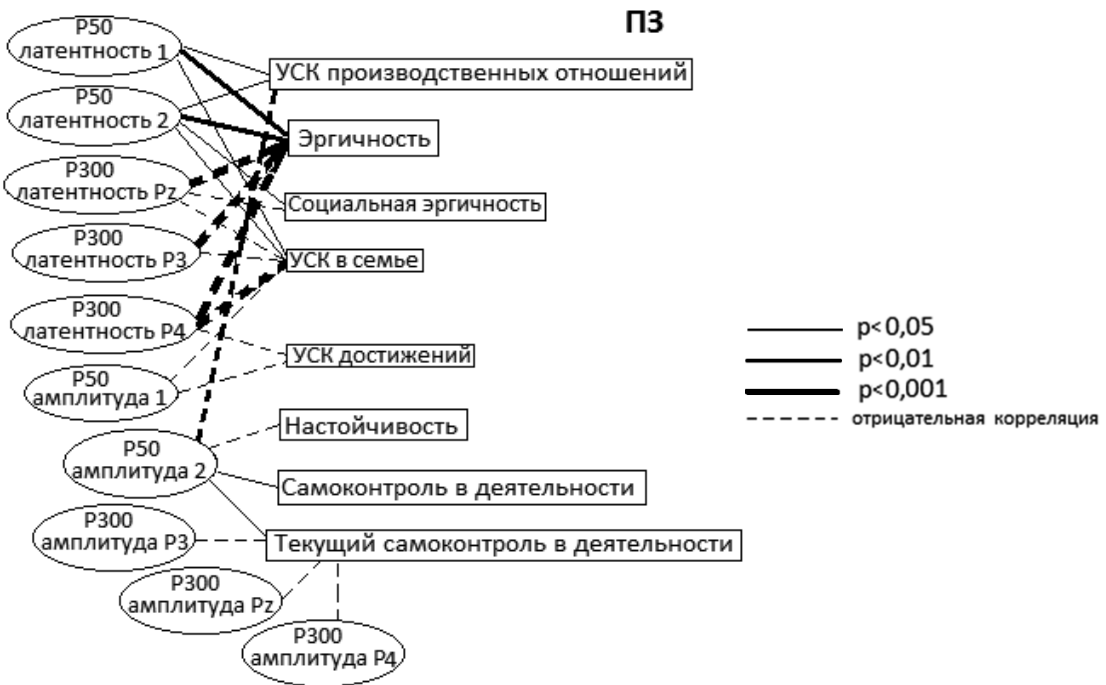 ПЗ
P50
латентность 1
P50
латентность 2
P300
латентность Pz
P300
латентность P3
P300
латентность P4
P50
амплитуда 1
P50
амплитуда 2
P300
амплитуда P3
P300
амплитуда Pz
P300
амплитуда P4
УСК производственных отношений
Эргичность
Социальная эргичность
УСК в семье
УСК достижений
Настойчивость
Самоконтроль в деятельности
Текущий самоконтроль в деятельности
p<0,05
p<0,01
p<0,001
отрицательная корреляция